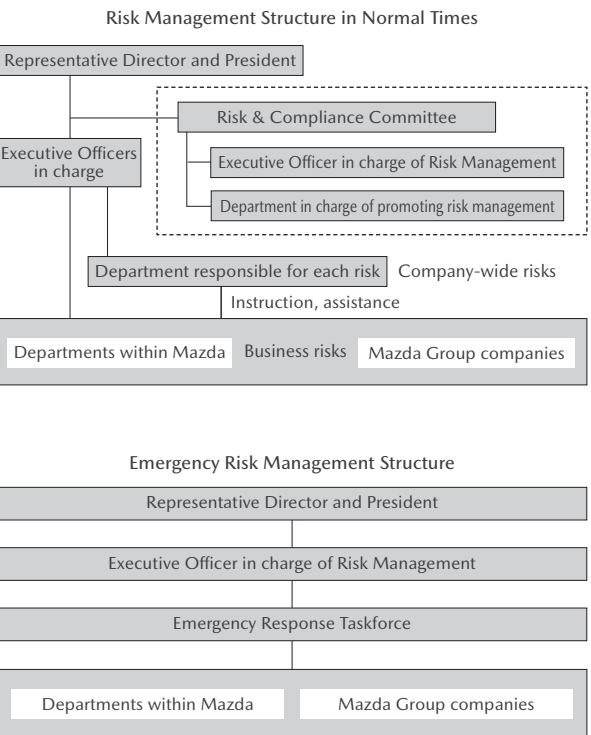 Risk Management Structure in Normal Times
Representative Director and President
Risk & Compliance Committee
Executive Officers
in charge
Executive Officer in charge of Risk Management
Department in charge of promoting risk management
Department responsible for each risk Company-wide risks
Instruction, assistance
Departments within Mazda Business risks Mazda Group companies
Emergency Risk Management Structure
Representative Director and President
Executive Officer in charge of Risk Management
Emergency Response Taskforce
Departments within Mazda Mazda Group companies